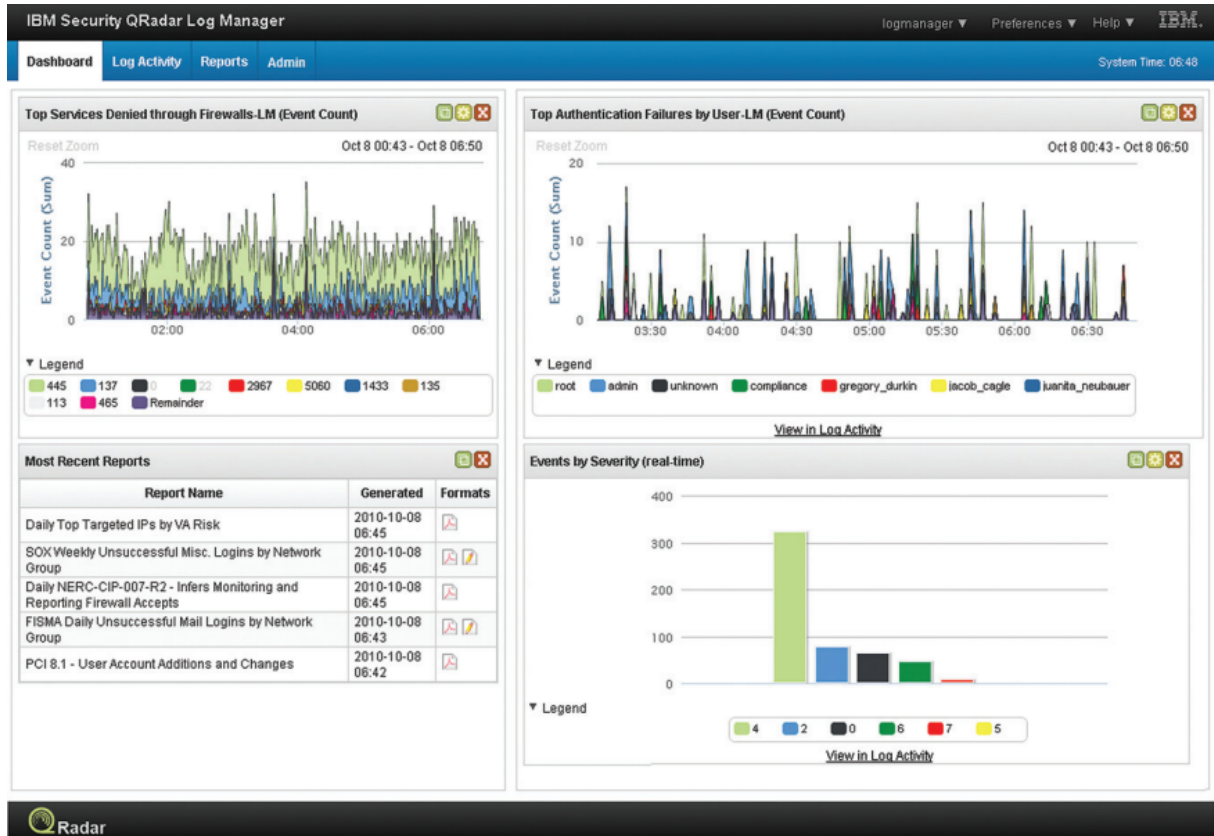 IBM Security QRadar Log Manager
logmanager ▼ Preferences ▼ Help ▼ IBM.
Dashboard Log Activity Reports Admin
System Time: 06:48
Top Services Denied through Firewalls-LM (Event Count)
Reset Zoom Oct 8 00:43 - Oct 8 06:50
Event Count (Sum)
40
20
0
02:00 04:00 06:00
▼ Legend
445 137 0 22 2967 5060 1433 135
113 465 Remainder
Top Authentication Failures by User-LM (Event Count)
Reset Zoom Oct 8 00:43 - Oct 8 06:50
Event Count (Sum)
20
10
0
03:30 04:00 04:30 05:00 05:30 06:00 06:30
▼ Legend
root admin unknown compliance gregory_durkin jacob_cagle juanita_neubauer
View in Log Activity
Most Recent Reports
Report Name Generated Formats
Daily Top Targeted IPs by VA Risk 2010-10-08
06:45
SOX Weekly Unsuccessful Misc. Logins by Network 2010-10-08
Group 06:45
Daily NERC-CIP-007-R2 - Infers Monitoring and 2010-10-08
Reporting Firewall Accepts 06:45
FISMA Daily Unsuccessful Mail Logins by Network 2010-10-08
Group 06:43
PCI 8.1 - User Account Additions and Changes 2010-10-08
06:42
Events by Severity (real-time)
400
300
200
100
0
▼ Legend
4 2 0 6 7 5
View in Log Activity
QRadar